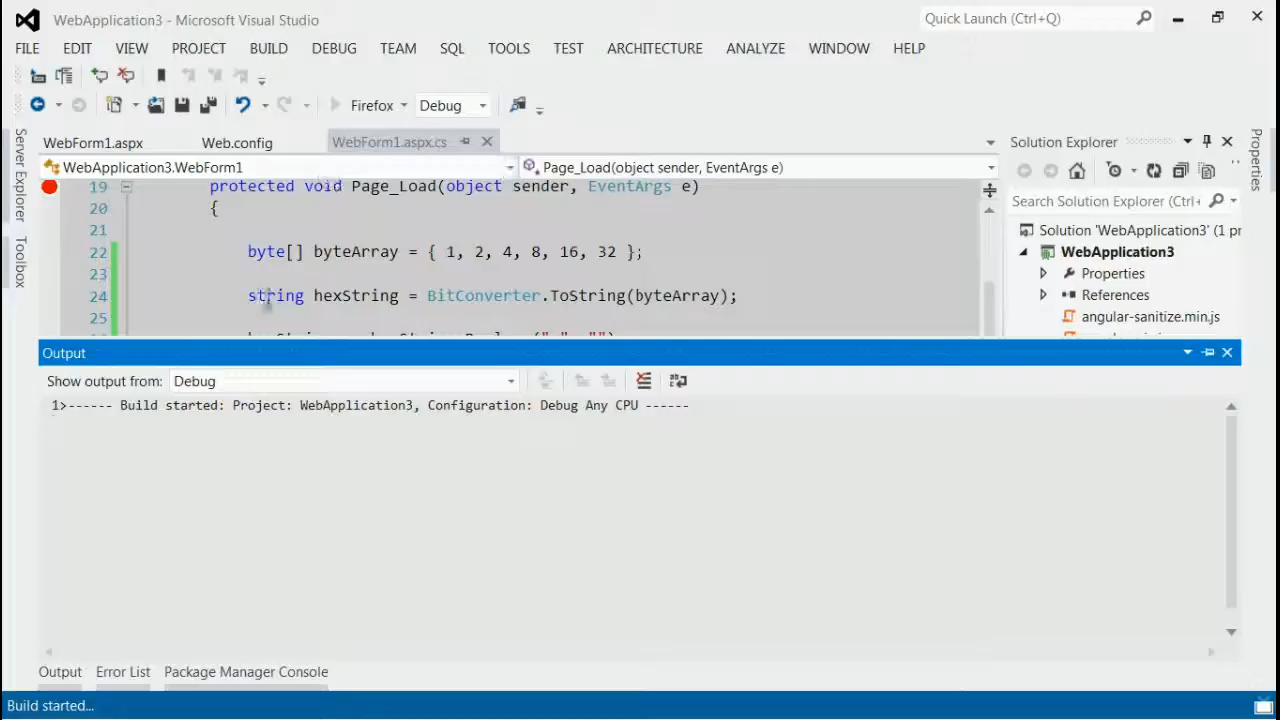 WebApplication3 - Microsoft Visual Studio
Quick Launch (Ctrl+Q)
FILE EDIT VIEW PROJECT BUILD DEBUG TEAM SQL TOOLS TEST ARCHITECTURE ANALYZE WINDOW HELP
Firefox Debug
Server Explorer
Toolbox
WebForm1.aspx Web.config WebForm1.aspx.cs
WebApplication3.WebForm1 Page_Load(object sender, EventArgs e)
19 protected void Page_Load(object sender, EventArgs e)
20 {
21
22 byte[] byteArray = { 1, 2, 4, 8, 16, 32 };
23
24 string hexString = BitConverter.ToString(byteArray);
25
Solution Explorer
Search Solution Explorer (Ctrl+
Solution 'WebApplication3' (1 pr
WebApplication3
Properties
References
angular-sanitize.min.js
Properties
Output
Show output from: Debug
1>------ Build started: Project: WebApplication3, Configuration: Debug Any CPU ------
Output Error List Package Manager Console
Build started...